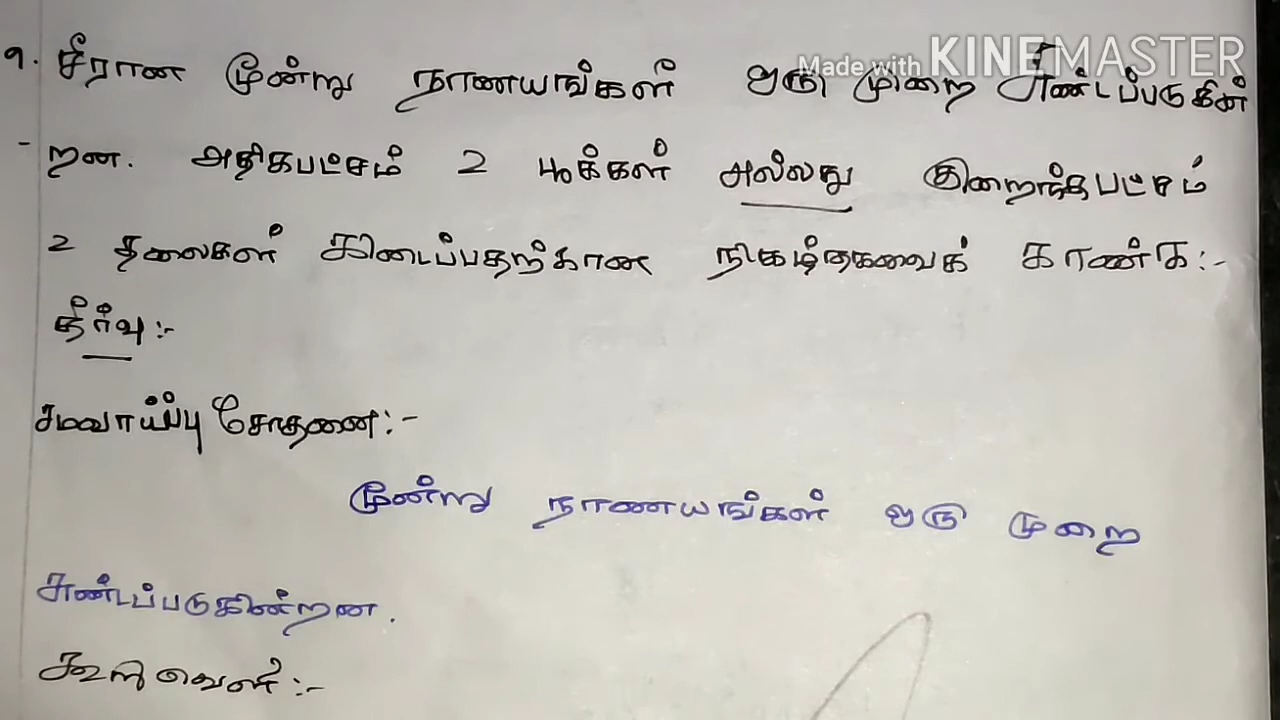 Made with KINEMASTER
9. சீரான மூன்று நாணயங்கள் ஒரு முறை சுண்டப்படுகின்
- றன. அதிகபட்சம் 2 பூக்கள் அல்லது குறைந்தபட்சம்
2 தலைகள் கிடைப்பதற்கான நிகழ்தகவைக் காண்க:-
தீர்வு:-
சமவாய்ப்பு சோதனை:-
மூன்று நாணயங்கள் ஒரு முறை
சுண்டப்படுகின்றன.
கூறுவெளி:-